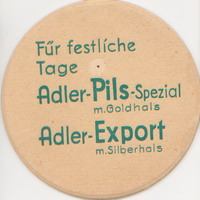 Für festliche
Tage
Adler-Pils-Spezial
m. Goldhals
Adler-Export
m. Silberhals